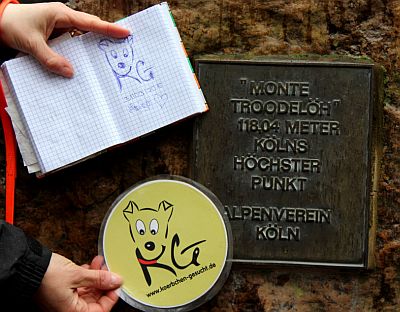 KG
"MONTE
TROODELÖH"
118.04 METER
KÖLNS
HÖCHSTER
PUNKT
ALPENVEREIN
KÖLN
KG
www.koerbchen-gesucht.de